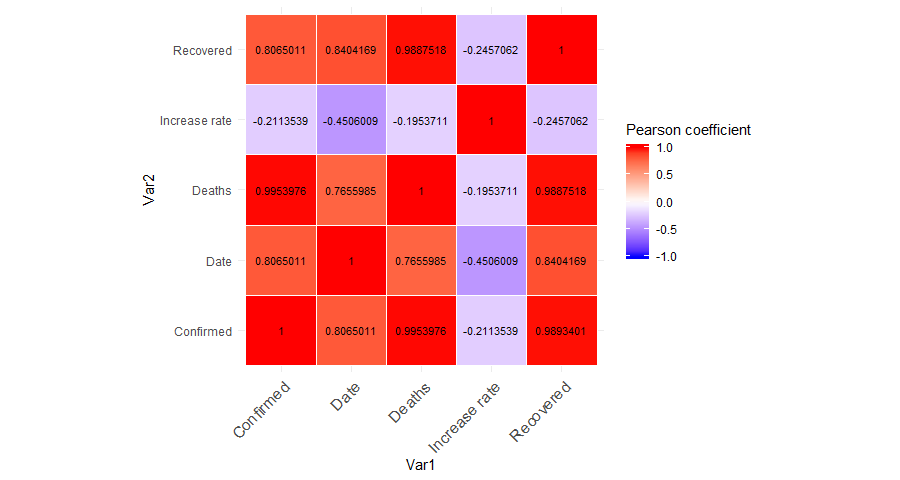 Recovered
0.8065011 0.8404169 0.9887518 -0.2457062 1
Increase rate
-0.2113539 -0.4506009 -0.1953711 1 -0.2457062
Deaths
0.9953976 0.7655985 1 -0.1953711 0.9887518
Date
0.8065011 1 0.7655985 -0.4506009 0.8404169
Confirmed
1 0.8065011 0.9953976 -0.2113539 0.9893401
Var2
Confirmed
Date
Deaths
Increase rate
Recovered
Var1
Pearson coefficient
1.0
0.5
0.0
-0.5
-1.0